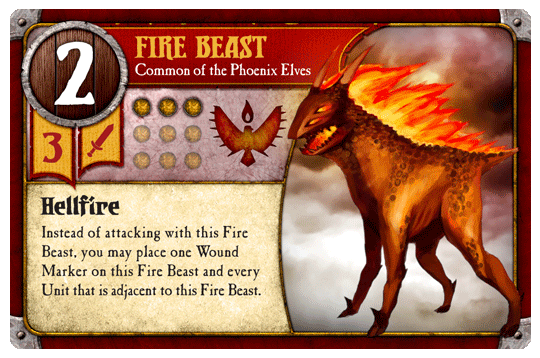 2
FIRE BEAST
Common of the Phoenix Elves
3
Hellfire
Instead of attacking with this Fire
Beast, you may place one Wound
Marker on this Fire Beast and every
Unit that is adjacent to this Fire Beast.